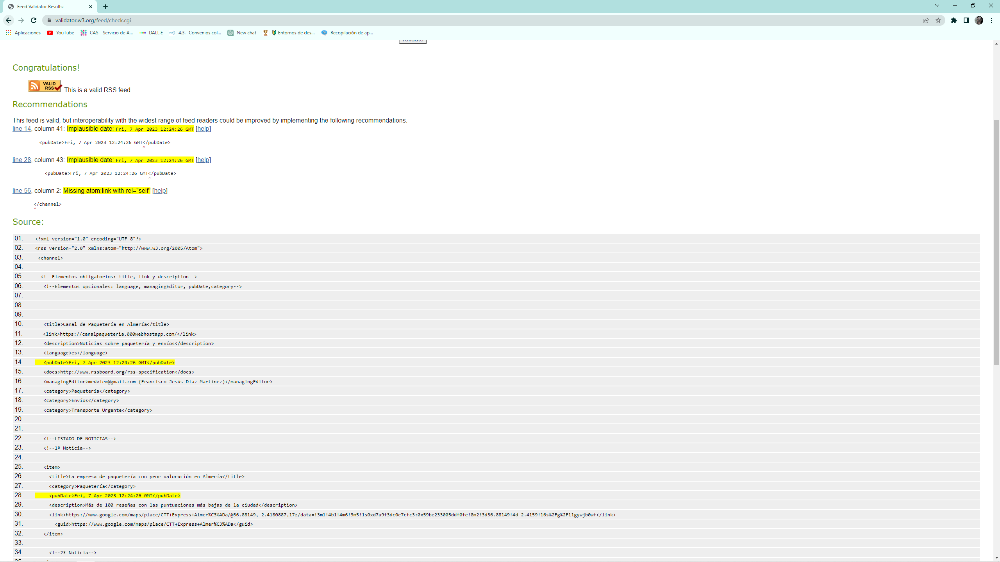 Feed Validator Results:
validator.w3.org/feed/check.cgi
Aplicaciones
YouTube
CAS - Servicio de A...
DALL·E
4.3.- Convenios col...
New chat
Entornos de des...
Recopilación de ap...
Validate
Congratulations!
VALID RSS This is a valid RSS feed.
Recommendations
This feed is valid, but interoperability with the widest range of feed readers could be improved by implementing the following recommendations.
line 14, column 41: Implausible date: Fri, 7 Apr 2023 12:24:26 GMT [help]
<pubDate>Fri, 7 Apr 2023 12:24:26 GMT</pubDate>
^
line 28, column 43: Implausible date: Fri, 7 Apr 2023 12:24:26 GMT [help]
<pubDate>Fri, 7 Apr 2023 12:24:26 GMT</pubDate>
^
line 56, column 2: Missing atom:link with rel="self" [help]
</channel>
^
Source:
01. <?xml version="1.0" encoding="UTF-8"?>
02. <rss version="2.0" xmlns:atom="http://www.w3.org/2005/Atom">
03. <channel>
04.
05. <!--Elementos obligatorios: title, link y description-->
06. <!--Elementos opcionales: language, managingEditor, pubDate,category-->
07.
08.
09.
10. <title>Canal de Paquetería en Almería</title>
11. <link>https://canalpaqueteria.000webhostapp.com/</link>
12. <description>Noticias sobre paquetería y envíos</description>
13. <language>es</language>
14. <pubDate>Fri, 7 Apr 2023 12:24:26 GMT</pubDate>
15. <docs>http://www.rssboard.org/rss-specification</docs>
16. <managingEditor>mrdview@gmail.com (Francisco Jesús Díaz Martínez)</managingEditor>
17. <category>Paquetería</category>
18. <category>Envíos</category>
19. <category>Transporte Urgente</category>
20.
21.
22. <!--LISTADO DE NOTICIAS-->
23. <!--1º Noticia-->
24.
25. <item>
26. <title>La empresa de paquetería con peor valoración en Almería</title>
27. <category>Paquetería</category>
28. <pubDate>Fri, 7 Apr 2023 12:24:26 GMT</pubDate>
29. <description>Más de 100 reseñas con las puntuaciones más bajas de la ciudad</description>
30. <link>https://www.google.com/maps/place/CTT+Express+Almer%C3%ADa/@36.88149,-2.4180887,17z/data=!3m1!4b1!4m6!3m5!1s0xd7a9f3dc0e7cfc3:0x59be233005ddf0fe!8m2!3d36.88149!4d-2.4159!16s%2Fg%2F11gywjb0wf</link>
31. <guid>https://www.google.com/maps/place/CTT+Express+Almer%C3%ADa</guid>
32. </item>
33.
34. <!--2º Noticia-->